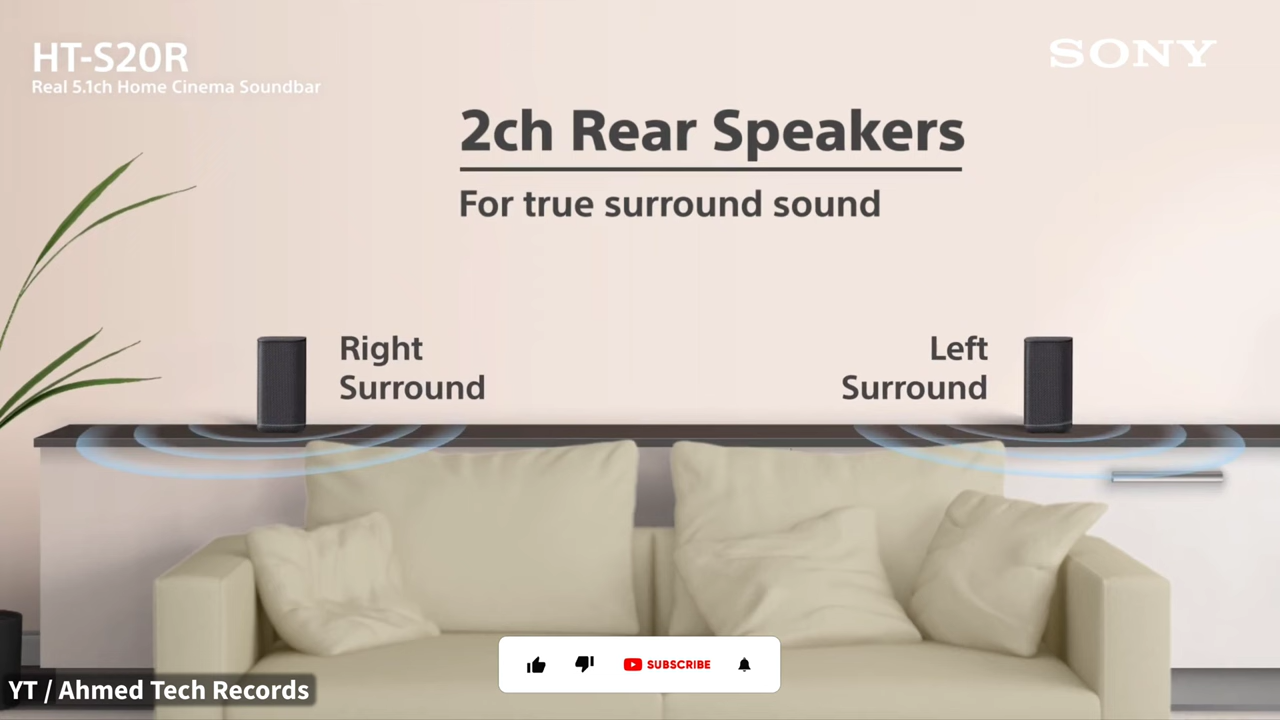 HT-S20R
Real 5.1ch Home Cinema Soundbar
SONY
2ch Rear Speakers
For true surround sound
Right
Surround
Left
Surround
SUBSCRIBE
YT / Ahmed Tech Records